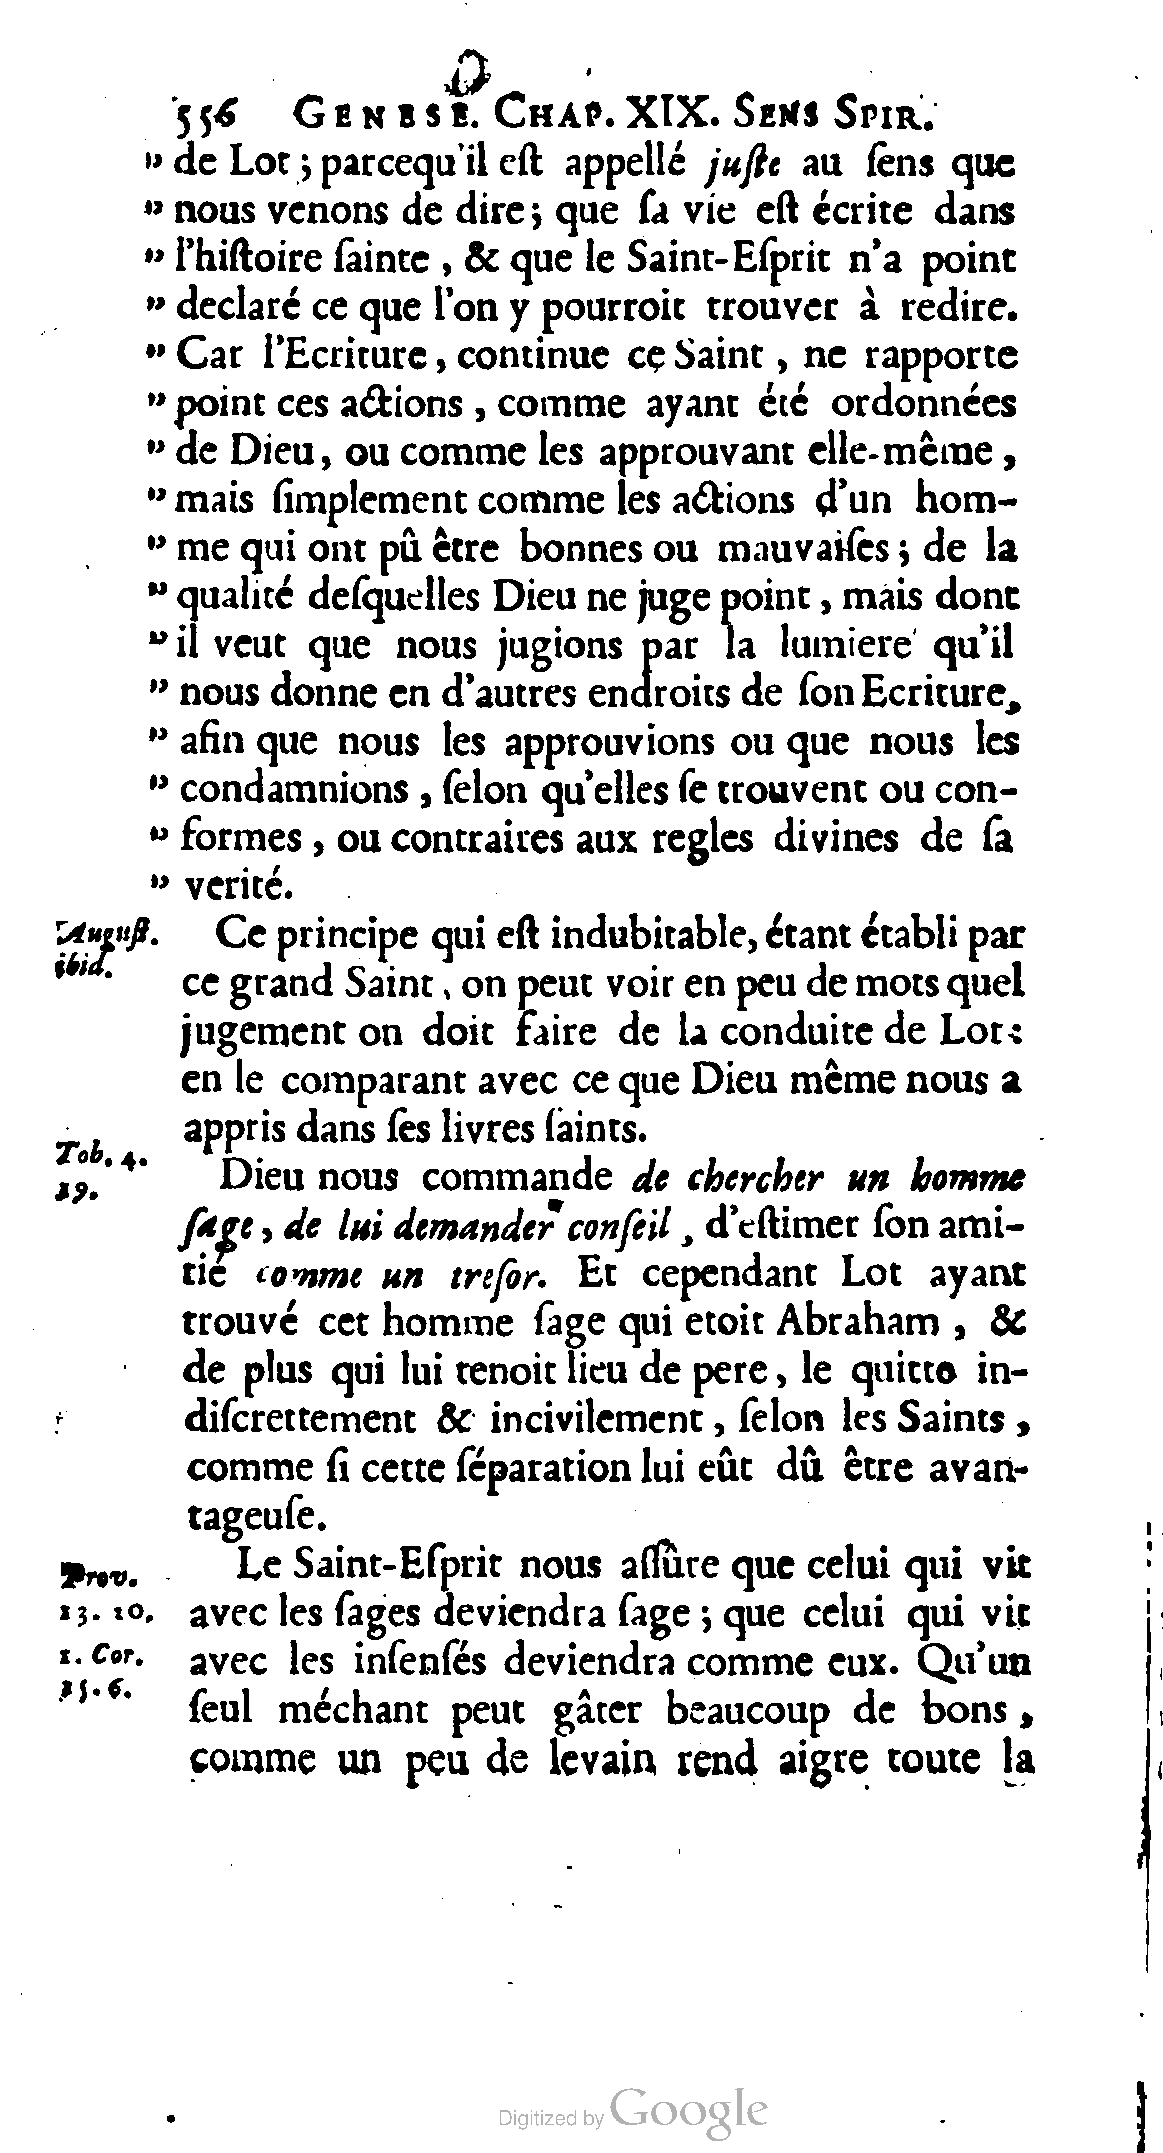 556 GENESE. CHAP. XIX. SENS SPIR.
" de Lot ; parcequ'il eſt appellé juſte au ſens que
" nous venons de dire; que ſa vie eſt écrite dans
" l'hiſtoire ſainte , & que le Saint-Eſprit n'a point
" declaré ce que l'on y pourroit trouver à redire.
" Car l'Ecriture , continue ce Saint , ne rapporte
" point ces actions , comme ayant été ordonnées
" de Dieu, ou comme les approuvant elle-même ,
" mais ſimplement comme les actions d'un hom-
" me qui ont pû être bonnes ou mauvaiſes ; de la
" qualité deſquelles Dieu ne juge point , mais dont
" il veut que nous jugions par la lumiere qu'il
" nous donne en d'autres endroits de ſon Ecriture,
" afin que nous les approuvions ou que nous les
" condamnions , ſelon qu'elles ſe trouvent ou con-
" formes , ou contraires aux regles divines de ſa
" verité.
Auguſt.
ibid.
Ce principe qui eſt indubitable, étant établi par
ce grand Saint , on peut voir en peu de mots quel
jugement on doit faire de la conduite de Lot :
en le comparant avec ce que Dieu même nous a
appris dans ſes livres ſaints.
Tob. 4.
19.
Dieu nous commande de chercher un homme
ſage , de lui demander conſeil , d'eſtimer ſon ami-
tié comme un treſor. Et cependant Lot ayant
trouvé cet homme ſage qui etoit Abraham , &
de plus qui lui tenoit lieu de pere , le quitte in-
diſcrettement & incivilement , ſelon les Saints ,
comme ſi cette ſéparation lui eût dû être avan-
tageuſe.
Prov.
13. 20.
1. Cor.
15. 6.
Le Saint-Eſprit nous aſſûre que celui qui vit
avec les ſages deviendra ſage ; que celui qui vit
avec les inſenſés deviendra comme eux. Qu'un
ſeul méchant peut gâter beaucoup de bons ,
comme un peu de levain rend aigre toute la
Digitized by Google